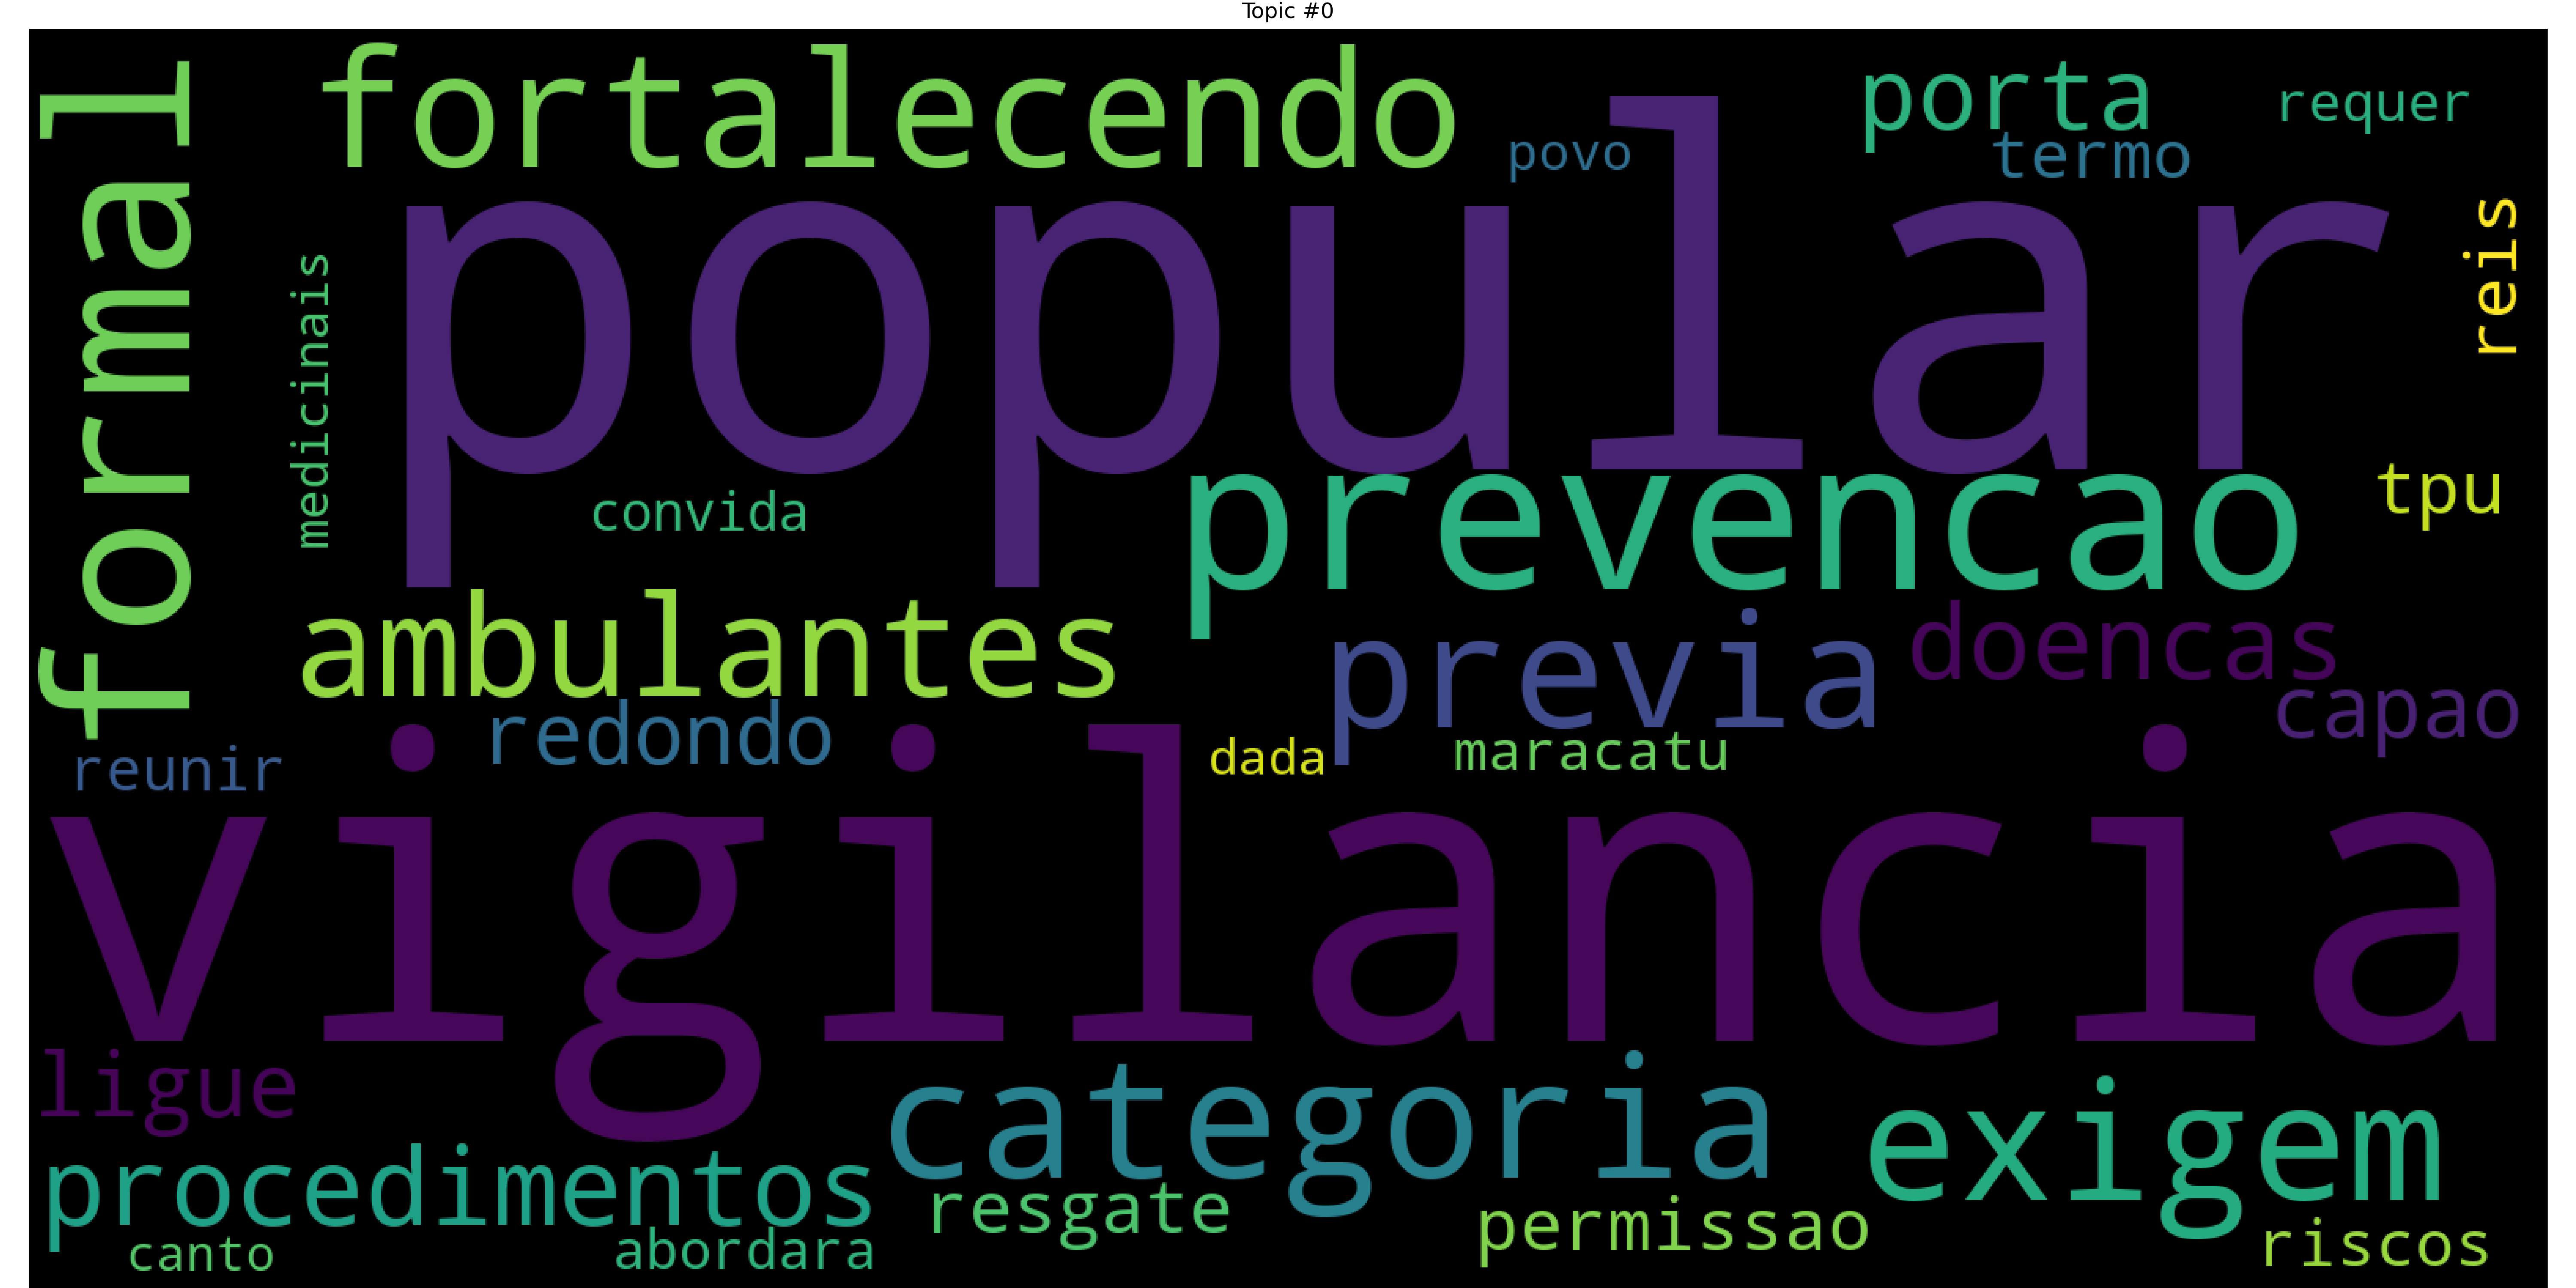 Topic #0
formal
fortalecendo
porta
requer
povo
termo
popular
reis
medicinais
convida
prevencao
tpu
ambulantes
previa
doencas
capao
redondo
reunir
dada
maracatu
vigilancia
ligue
categoria
exigem
procedimentos
resgate
permissao
riscos
canto
abordara